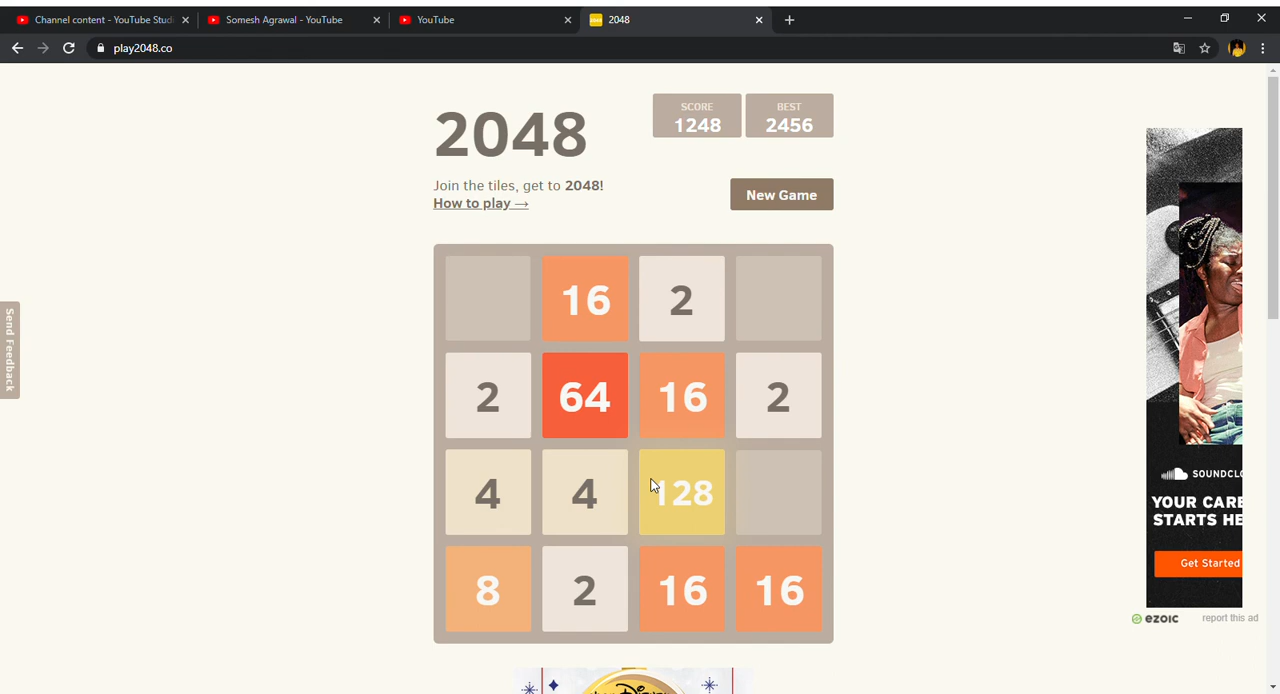 Channel content - YouTube Studi
Somesh Agrawal - YouTube
YouTube
2048
play2048.co
2048
SCORE
1248
BEST
2456
Join the tiles, get to 2048!
How to play →
New Game
Send Feedback
16 2
2 64 16 2
4 4 128
8 2 16 16
SOUNDCL
YOUR CARE
STARTS HE
Get Started
ezoic
report this ad